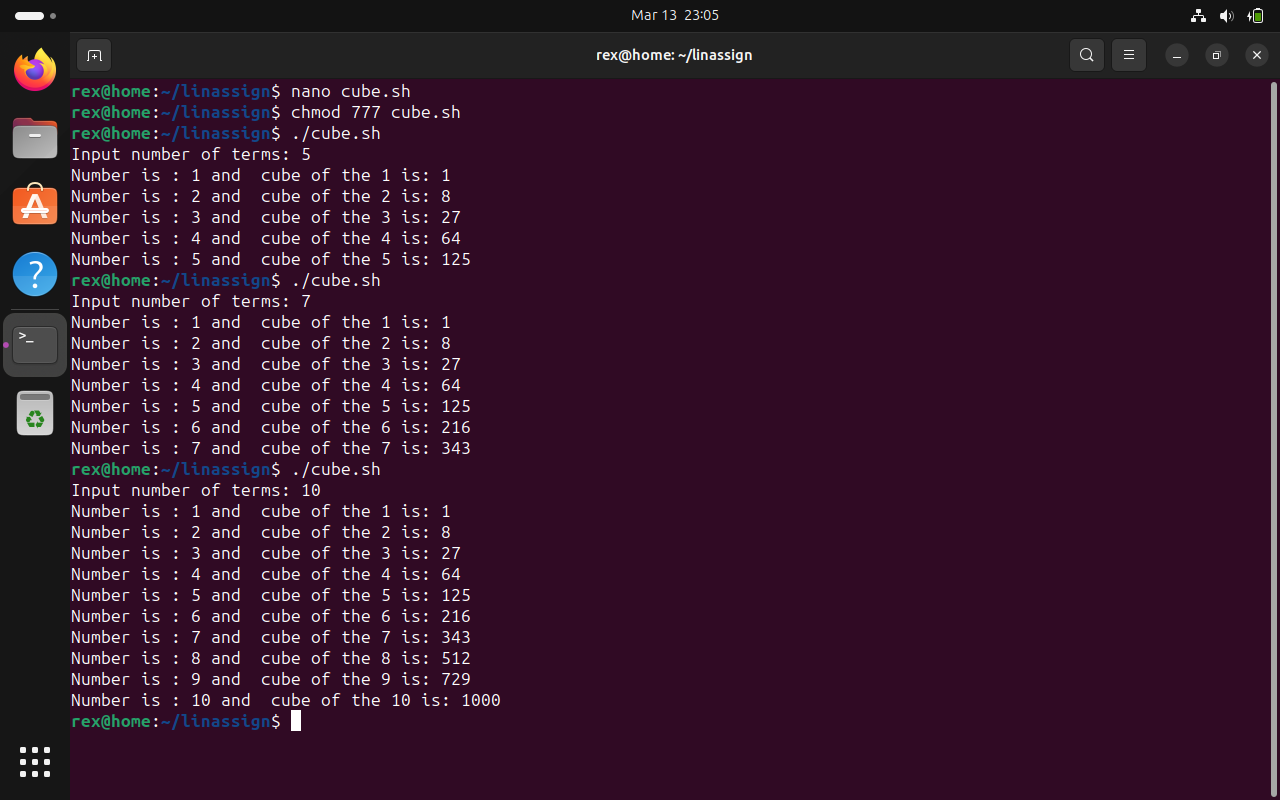 Mar 13 23:05
rex@home: ~/linassign
rex@home:~/linassign$ nano cube.sh
rex@home:~/linassign$ chmod 777 cube.sh
rex@home:~/linassign$ ./cube.sh
Input number of terms: 5
Number is : 1 and  cube of the 1 is: 1
Number is : 2 and  cube of the 2 is: 8
Number is : 3 and  cube of the 3 is: 27
Number is : 4 and  cube of the 4 is: 64
Number is : 5 and  cube of the 5 is: 125
rex@home:~/linassign$ ./cube.sh
Input number of terms: 7
Number is : 1 and  cube of the 1 is: 1
Number is : 2 and  cube of the 2 is: 8
Number is : 3 and  cube of the 3 is: 27
Number is : 4 and  cube of the 4 is: 64
Number is : 5 and  cube of the 5 is: 125
Number is : 6 and  cube of the 6 is: 216
Number is : 7 and  cube of the 7 is: 343
rex@home:~/linassign$ ./cube.sh
Input number of terms: 10
Number is : 1 and  cube of the 1 is: 1
Number is : 2 and  cube of the 2 is: 8
Number is : 3 and  cube of the 3 is: 27
Number is : 4 and  cube of the 4 is: 64
Number is : 5 and  cube of the 5 is: 125
Number is : 6 and  cube of the 6 is: 216
Number is : 7 and  cube of the 7 is: 343
Number is : 8 and  cube of the 8 is: 512
Number is : 9 and  cube of the 9 is: 729
Number is : 10 and  cube of the 10 is: 1000
rex@home:~/linassign$